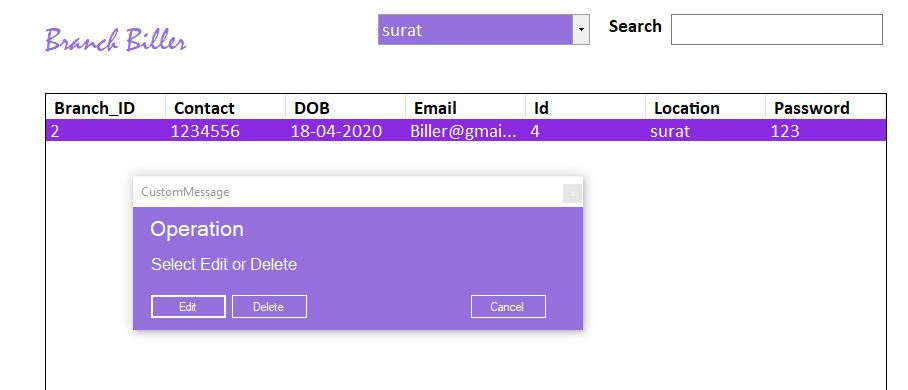 Branch Biller
surat
Search
Branch_ID Contact DOB Email Id Location Password
2 1234556 18-04-2020 Biller@gmai... 4 surat 123
CustomMessage
Operation
Select Edit or Delete
Edit Delete Cancel